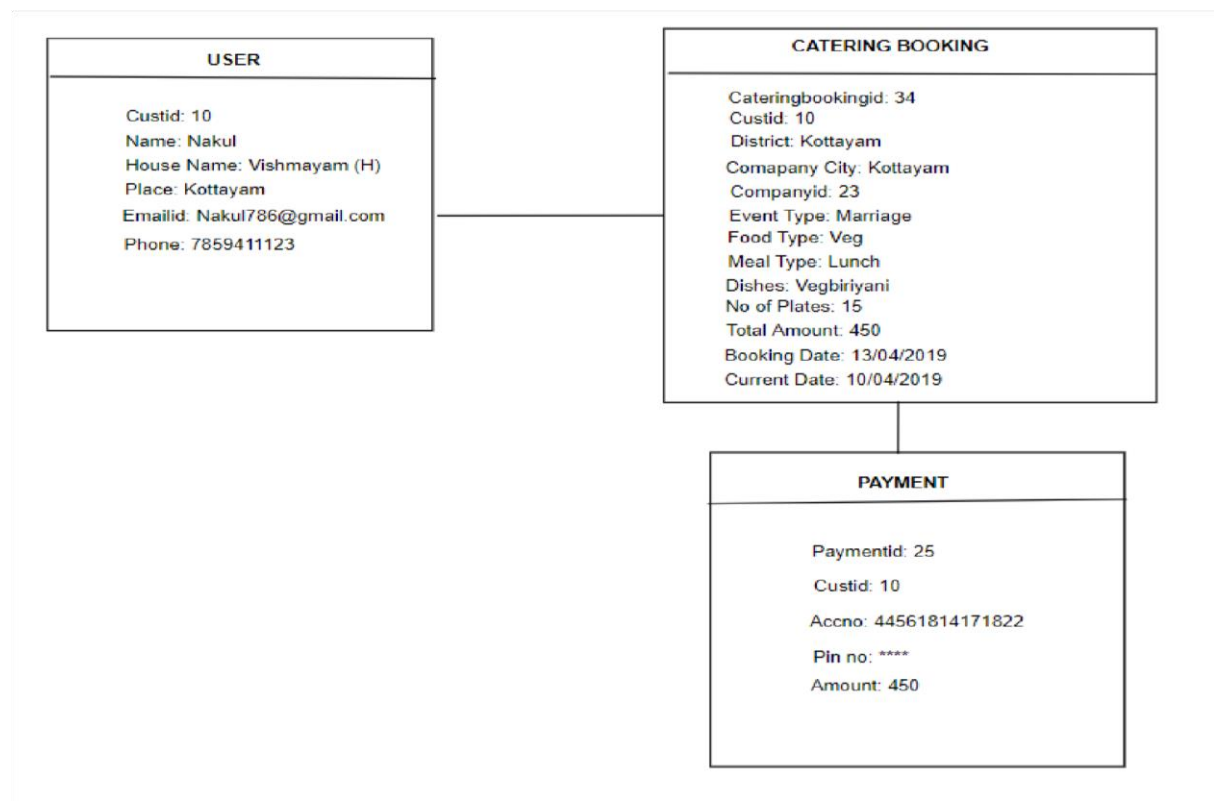 USER
Custid: 10
Name: Nakul
House Name: Vishmayam (H)
Place: Kottayam
Emailid: Nakul786@gmail.com
Phone: 7859411123
CATERING BOOKING
Cateringbookingid: 34
Custid: 10
District: Kottayam
Comapany City: Kottayam
Companyid: 23
Event Type: Marriage
Food Type: Veg
Meal Type: Lunch
Dishes: Vegbiriyani
No of Plates: 15
Total Amount: 450
Booking Date: 13/04/2019
Current Date: 10/04/2019
PAYMENT
Paymentid: 25
Custid: 10
Accno: 44561814171822
Pin no: ****
Amount: 450